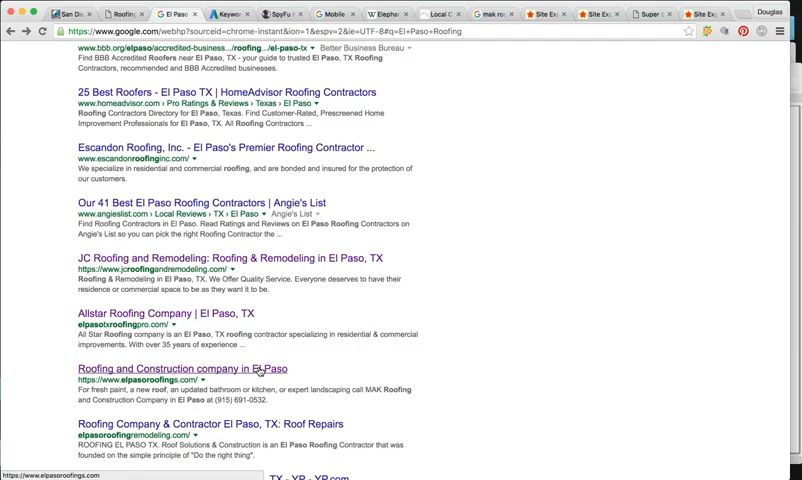 San Di
Roofing
El Paso
Keywor
SpyFu
Mobile
Elepha
Local C
mak ro
Site Ex
Site Ex
Super S
Site Ex
Douglas
https://www.google.com/webhp?sourceid=chrome-instant&ion=1&espv=2&ie=UTF-8#q=El+Paso+Roofing
www.bbb.org/elpaso/accredited-business.../roofing.../el-paso-tx ▼ Better Business Bureau ▼
Find BBB Accredited Roofers near El Paso, TX - your guide to trusted El Paso, TX Roofing
Contractors, recommended and BBB Accredited businesses.
25 Best Roofers - El Paso TX | HomeAdvisor Roofing Contractors
www.homeadvisor.com › Pro Ratings & Reviews › Texas › El Paso ▼
Roofing Contractors Directory for El Paso, Texas. Find Customer-Rated, Prescreened Home
Improvement Professionals for El Paso, TX. All Roofing Contractors ...
Escandon Roofing, Inc. - El Paso's Premier Roofing Contractor ...
www.escandonroofinginc.com/ ▼
We specialize in residential and commercial roofing, and are bonded and insured for the protection of
our customers.
Our 41 Best El Paso Roofing Contractors | Angie's List
www.angieslist.com › Local Reviews › TX › El Paso ▼ Angie's List ▼
Find Roofing Contractors in El Paso. Read Ratings and Reviews on El Paso Roofing Contractors on
Angie's List so you can pick the right Roofing Contractor the ...
JC Roofing and Remodeling: Roofing & Remodeling in El Paso, TX
https://www.jcroofingandremodeling.com/ ▼
Roofing & Remodeling in El Paso, TX. We Offer Quality Service. Everyone deserves to have their
residence or commercial space to be as they want it to be.
Allstar Roofing Company | El Paso, TX
elpasotxroofingpro.com/ ▼
All Star Roofing company is an El Paso, TX roofing contractor specializing in residential & commercial
improvements. With over 35 years of experience ...
Roofing and Construction company in El Paso
https://www.elpasoroofings.com/ ▼
For fresh paint, a new roof, an updated bathroom or kitchen, or expert landscaping call MAK Roofing
and Construction Company in El Paso at (915) 691-0532.
Roofing Company & Contractor El Paso, TX: Roof Repairs
elpasoroofingremodeling.com/ ▼
ROOFING EL PASO TX. Roof Solutions & Construction is an El Paso Roofing Contractor that was
founded on the simple principle of "Do the right thing".
https://www.elpasoroofings.com
TX - YP - YP.com